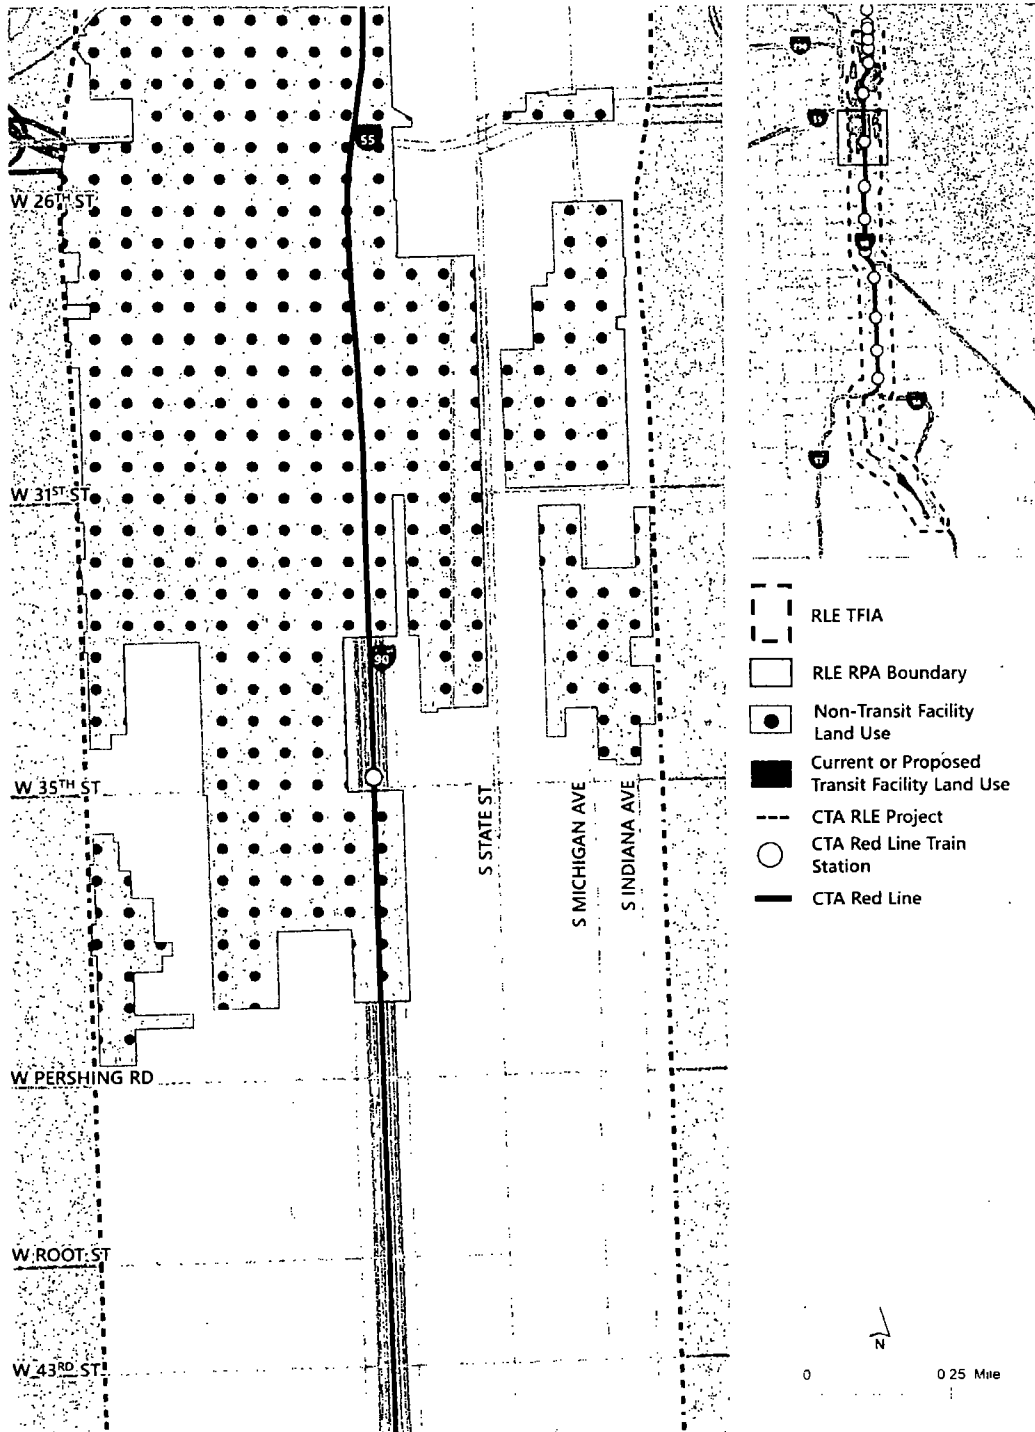 55
W 26TH ST
W 31ST ST
90
W 35TH ST
S STATE ST
S MICHIGAN AVE
S INDIANA AVE
W PERSHING RD
W ROOT ST
W 43RD ST
RLE TFIA
RLE RPA Boundary
Non-Transit Facility
Land Use
Current or Proposed
Transit Facility Land Use
CTA RLE Project
CTA Red Line Train
Station
CTA Red Line
N
0 0 25 Mile